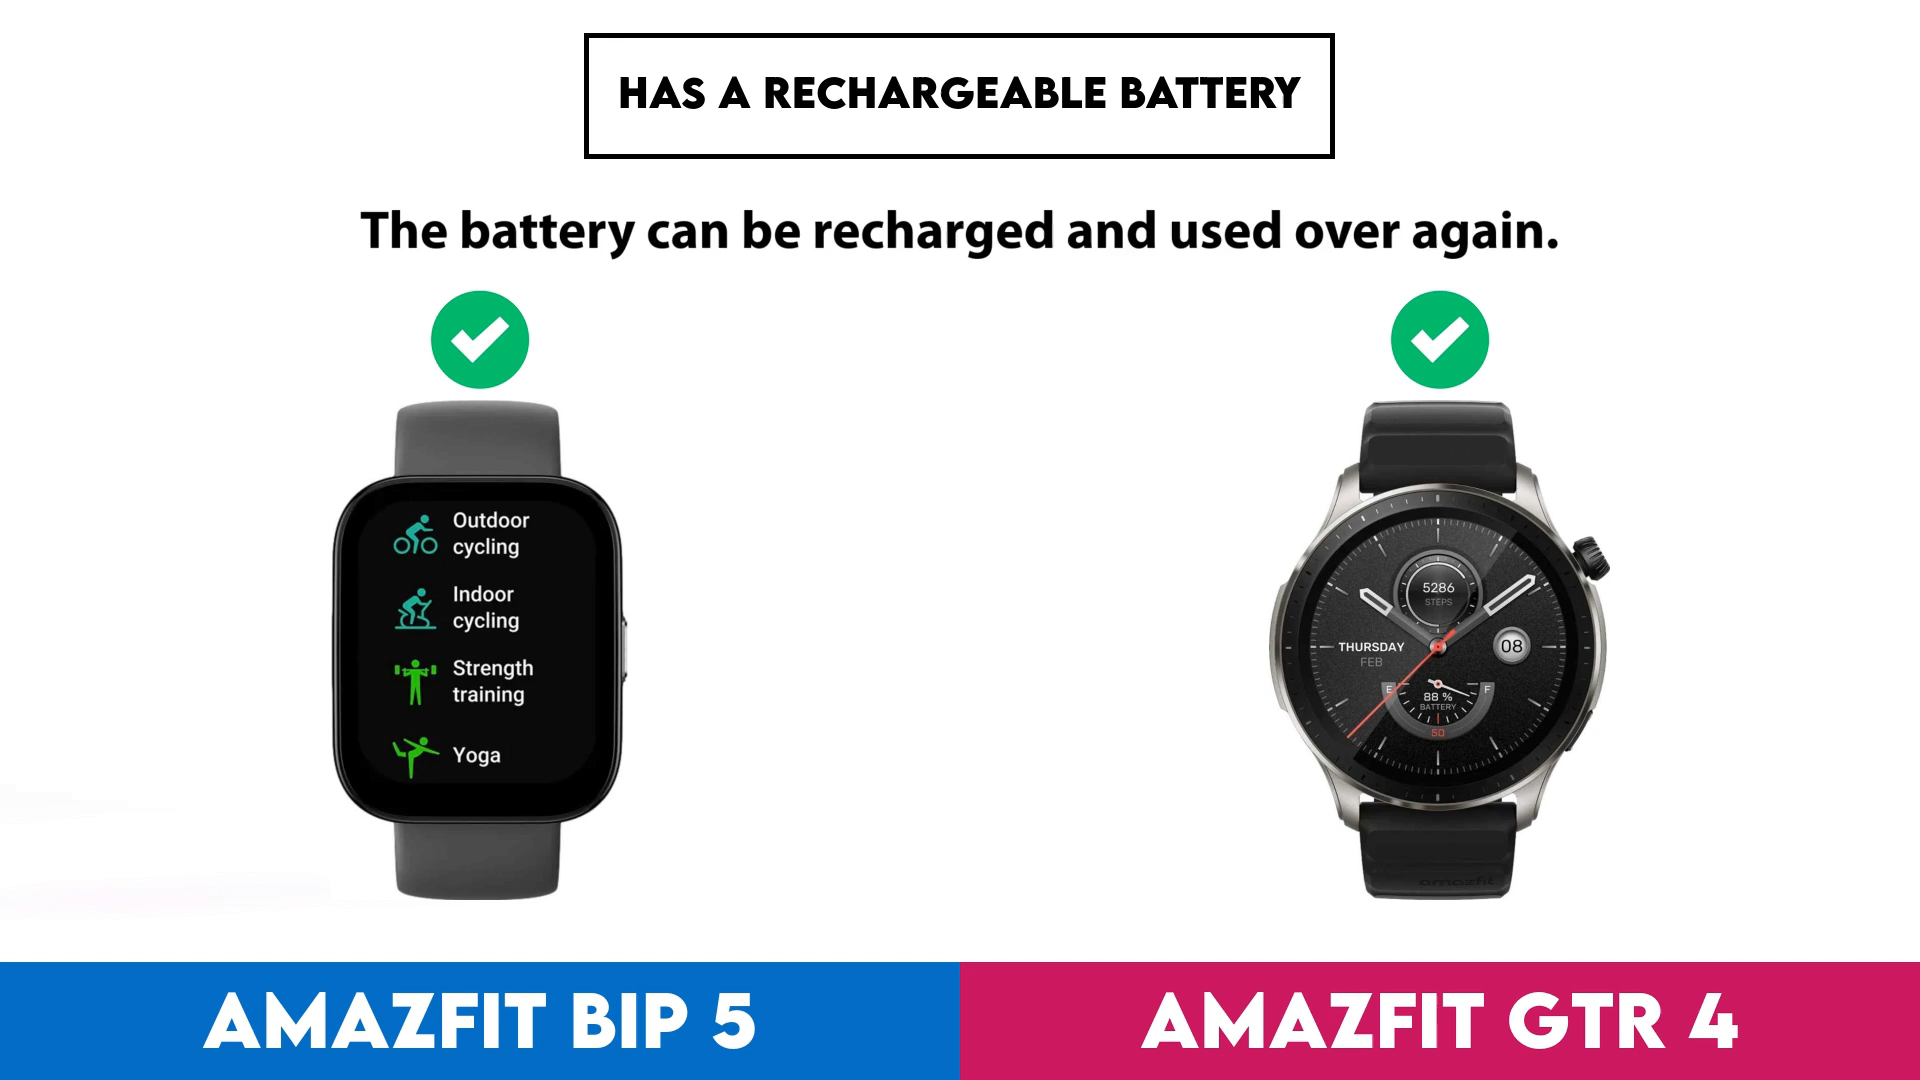 HAS A RECHARGEABLE BATTERY
The battery can be recharged and used over again.
Outdoor
cycling
Indoor
cycling
Strength
training
Yoga
5286
STEPS
THURSDAY
FEB
08
E
F
88 %
BATTERY
50
amazfit
AMAZFIT BIP 5
AMAZFIT GTR 4